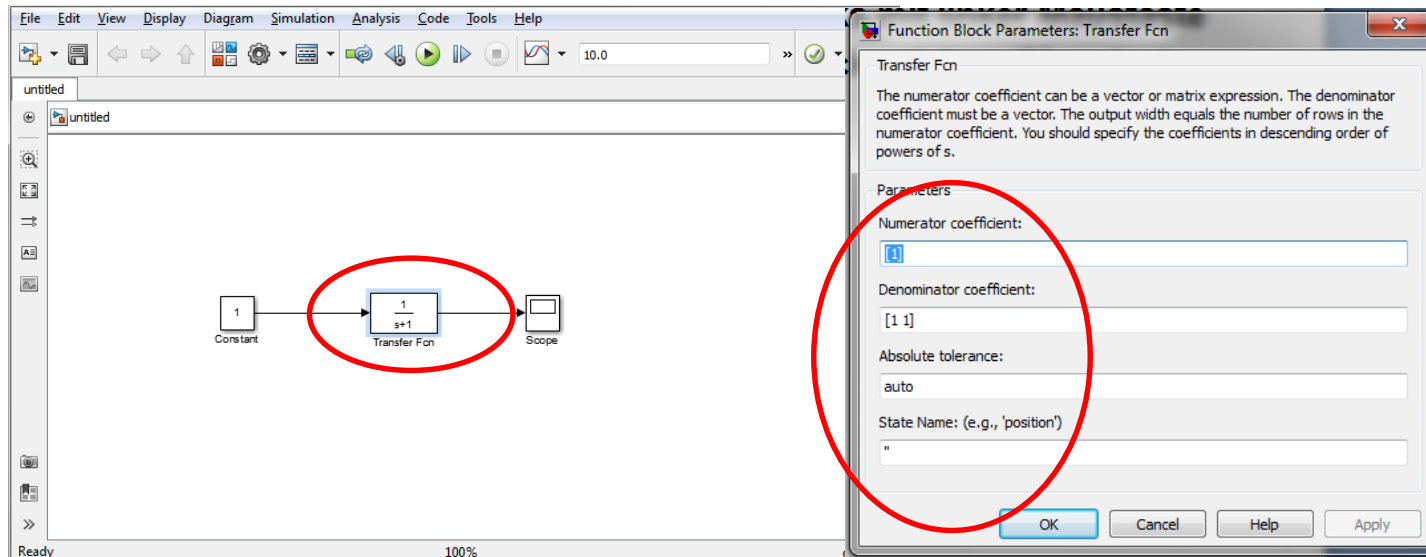 File Edit View Display Diagram Simulation Analysis Code Tools Help
10.0
»
untitled
untitled
1
Constant
1
s+1
Transfer Fcn
Scope
»
Ready 100%
Function Block Parameters: Transfer Fcn
Transfer Fcn
The numerator coefficient can be a vector or matrix expression. The denominator
coefficient must be a vector. The output width equals the number of rows in the
numerator coefficient. You should specify the coefficients in descending order of
powers of s.
Parameters
Numerator coefficient:
[1]
Denominator coefficient:
[1 1]
Absolute tolerance:
auto
State Name: (e.g., 'position')
''
OK Cancel Help Apply